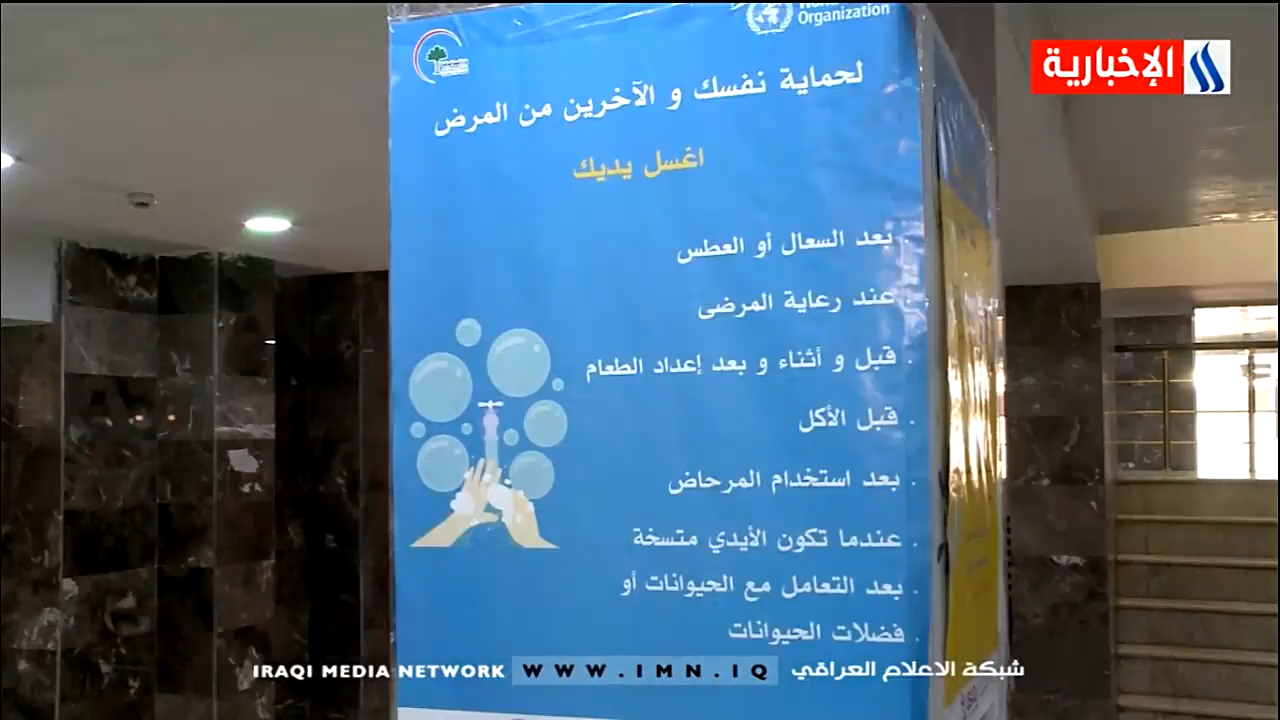 Organization
الإخبارية
لحماية نفسك و الآخرين من المرض
اغسل يديك
. بعد السعال أو العطس
. عند رعاية المرضى
. قبل و أثناء و بعد إعداد الطعام
. قبل الأكل
. بعد استخدام المرحاض
. عندما تكون الأيدي متسخة
. بعد التعامل مع الحيوانات أو
. فضلات الحيوانات
IRAQI MEDIA NETWORK WWW.IMN.IQ شبكة الاعلام العراقي